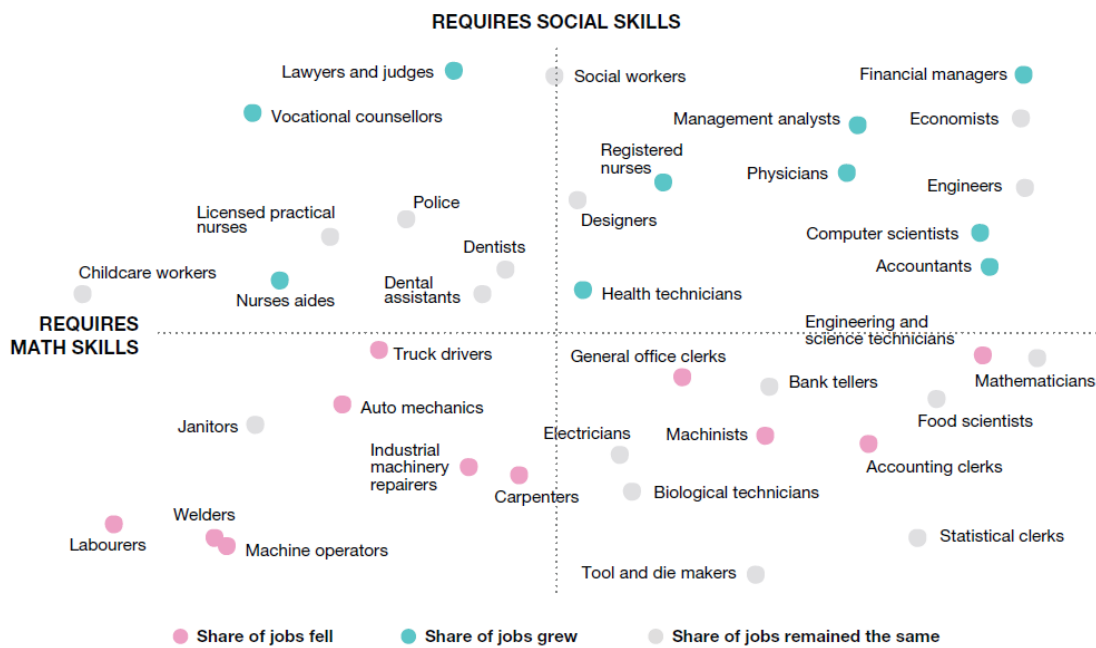 REQUIRES SOCIAL SKILLS
Lawyers and judges
Social workers
Financial managers
Vocational counsellors
Management analysts
Economists
Registered
nurses
Physicians
Engineers
Police
Licensed practical
nurses
Designers
Computer scientists
Dentists
Childcare workers
Nurses aides
Dental
assistants
Health technicians
Accountants
REQUIRES
MATH SKILLS
Engineering and
science technicians
Truck drivers
General office clerks
Bank tellers
Mathematicians
Auto mechanics
Janitors
Food scientists
Electricians
Machinists
Industrial
machinery
repairers
Accounting clerks
Carpenters
Biological technicians
Welders
Labourers
Machine operators
Statistical clerks
Tool and die makers
Share of jobs fell
Share of jobs grew
Share of jobs remained the same